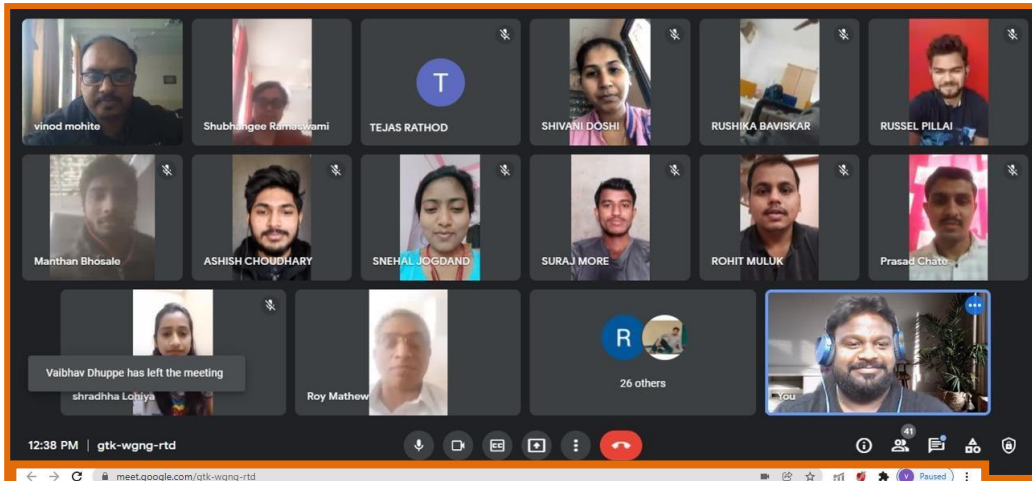 T
vinod mohite
Shubhangee Ramaswami
TEJAS RATHOD
SHIVANI DOSHI
RUSHIKA BAVISKAR
RUSSEL PILLAI
Manthan Bhosale
ASHISH CHOUDHARY
SNEHAL JOGDAND
SURAJ MORE
ROHIT MULUK
Prasad Chate
Vaibhav Dhuppe has left the meeting
shradhha Lohiya
Roy Mathew
R
26 others
You
12:38 PM | gtk-wgng-rtd
CC
41
meet.google.com/gtk-wgng-rtd
V Paused